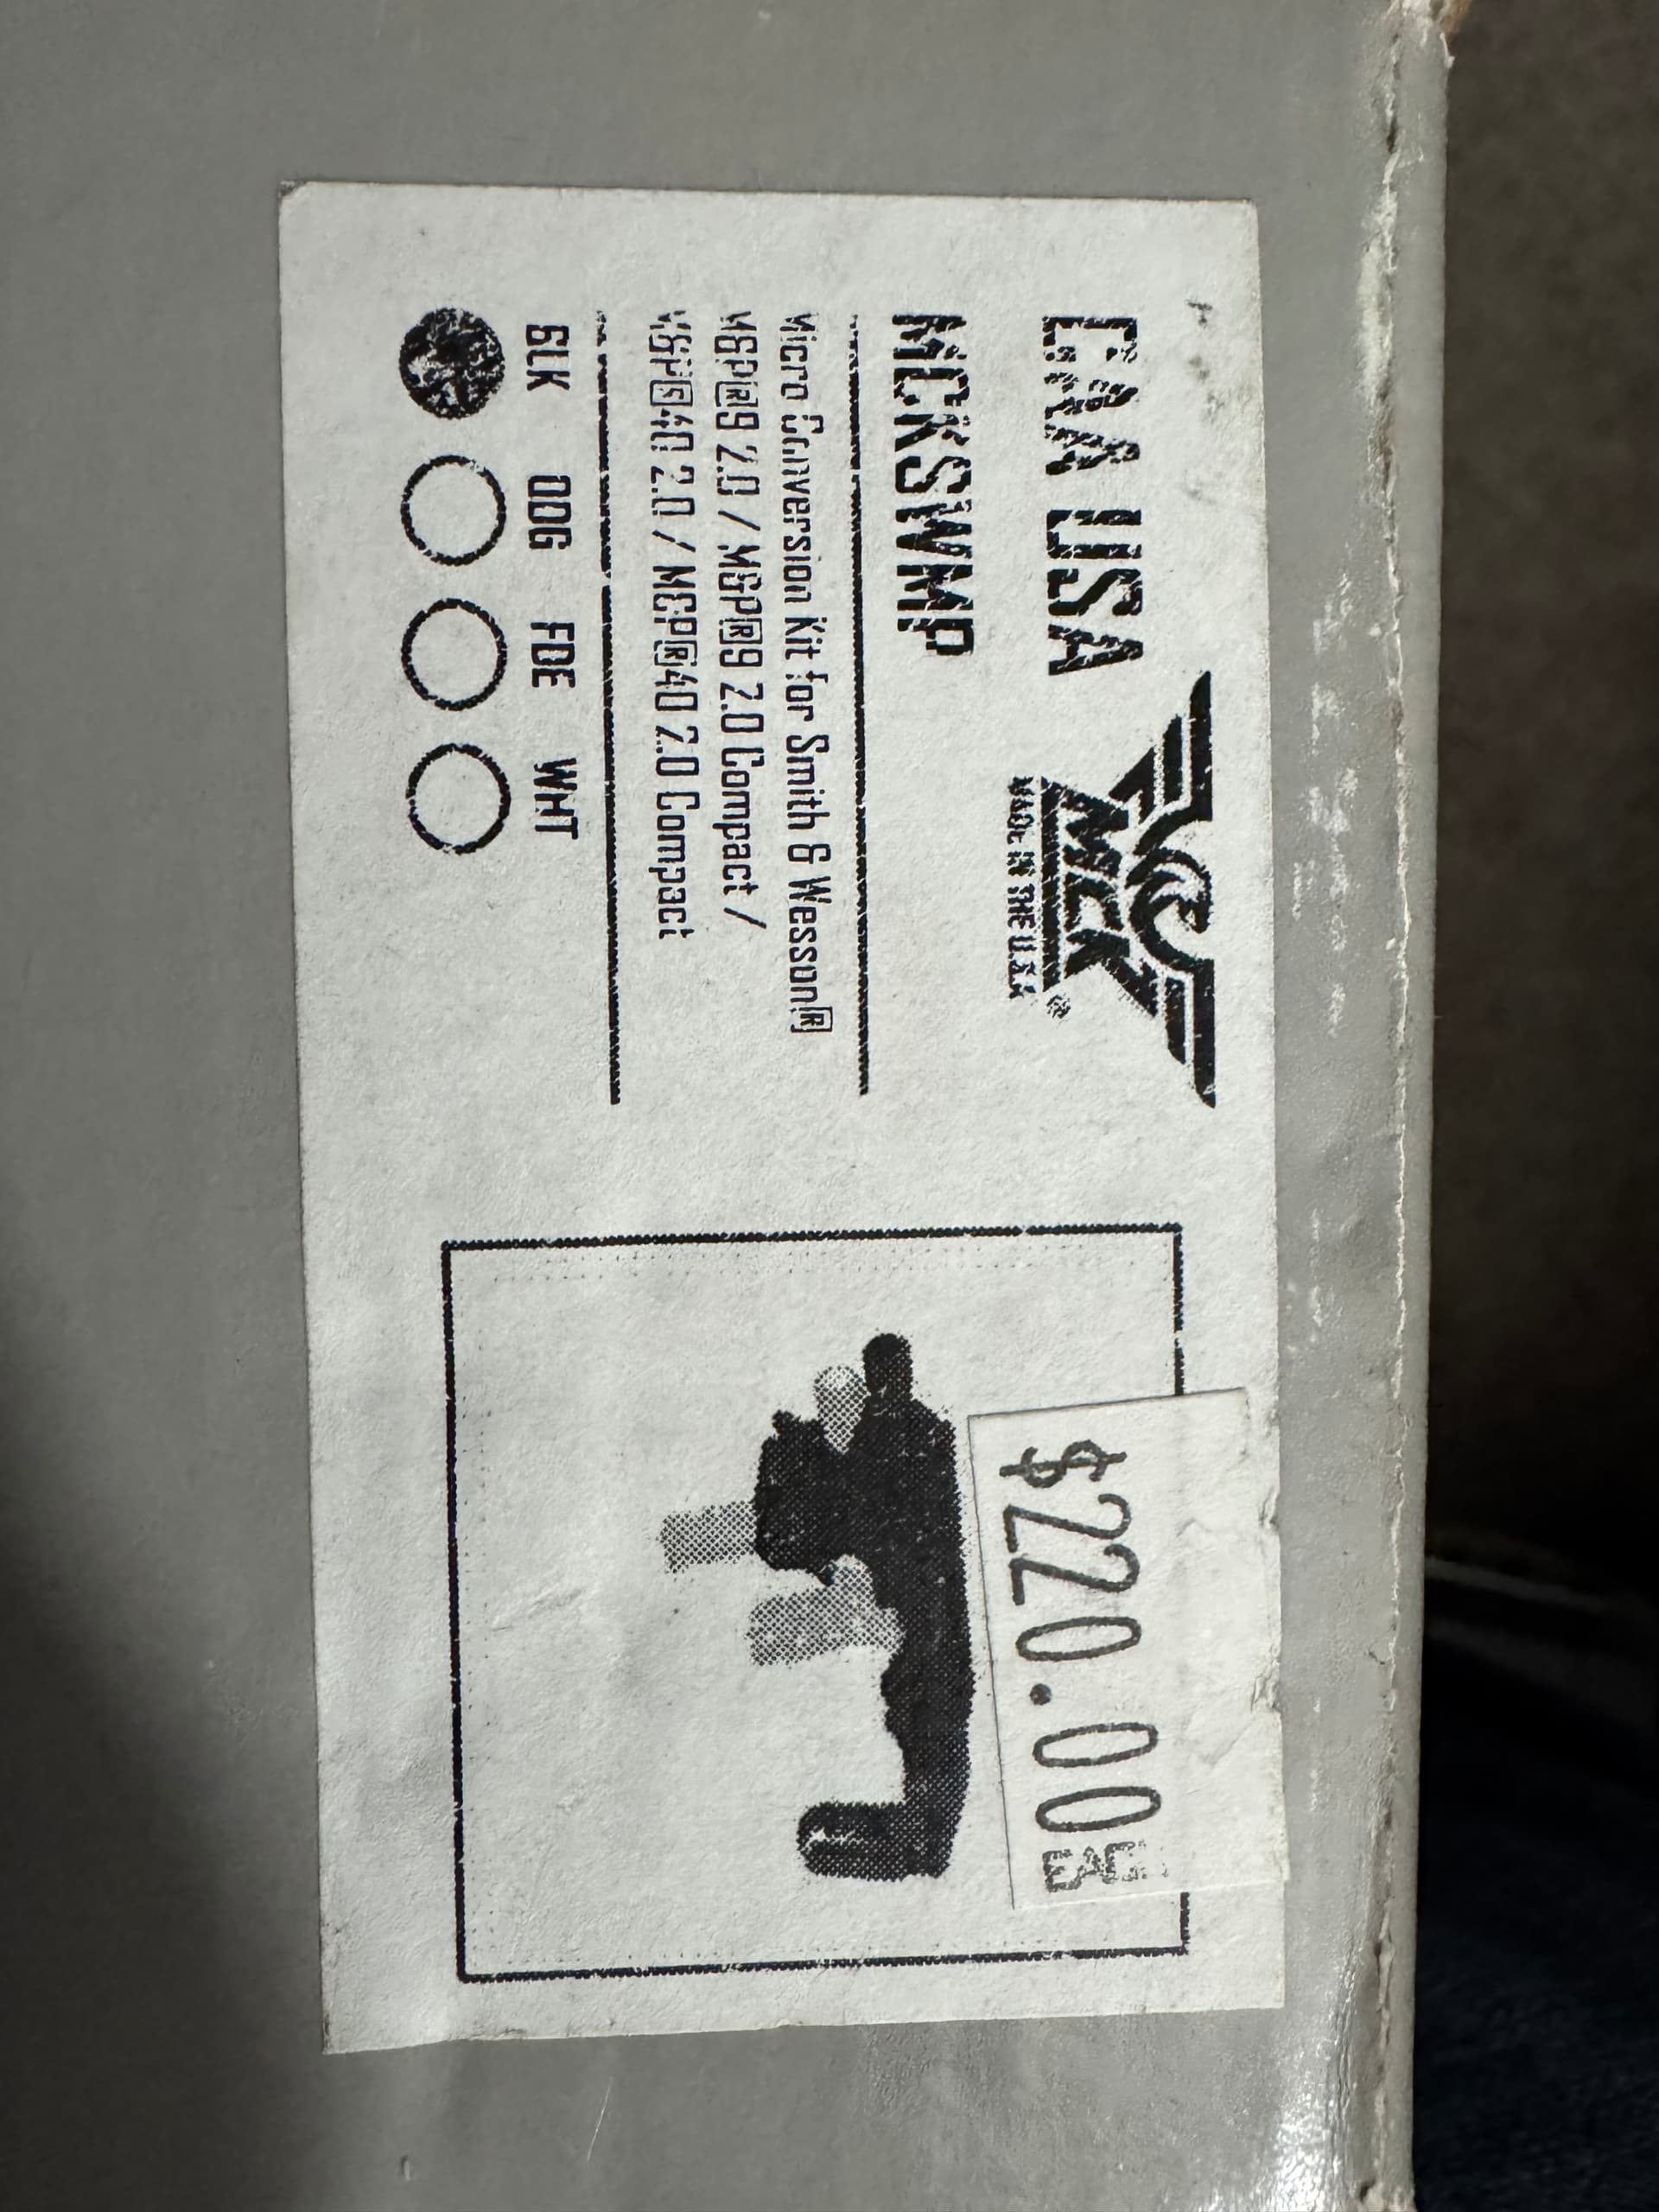 CAA USA
MCK®
MADE IN THE U.S.A
MCKSWMP
Micro Conversion Kit for Smith & Wesson®
M&P®9 2.0 / M&P®9 2.0 Compact /
M&P®40 2.0 / M&P®40 2.0 Compact
BLK ODG FDE WHT
$220.00